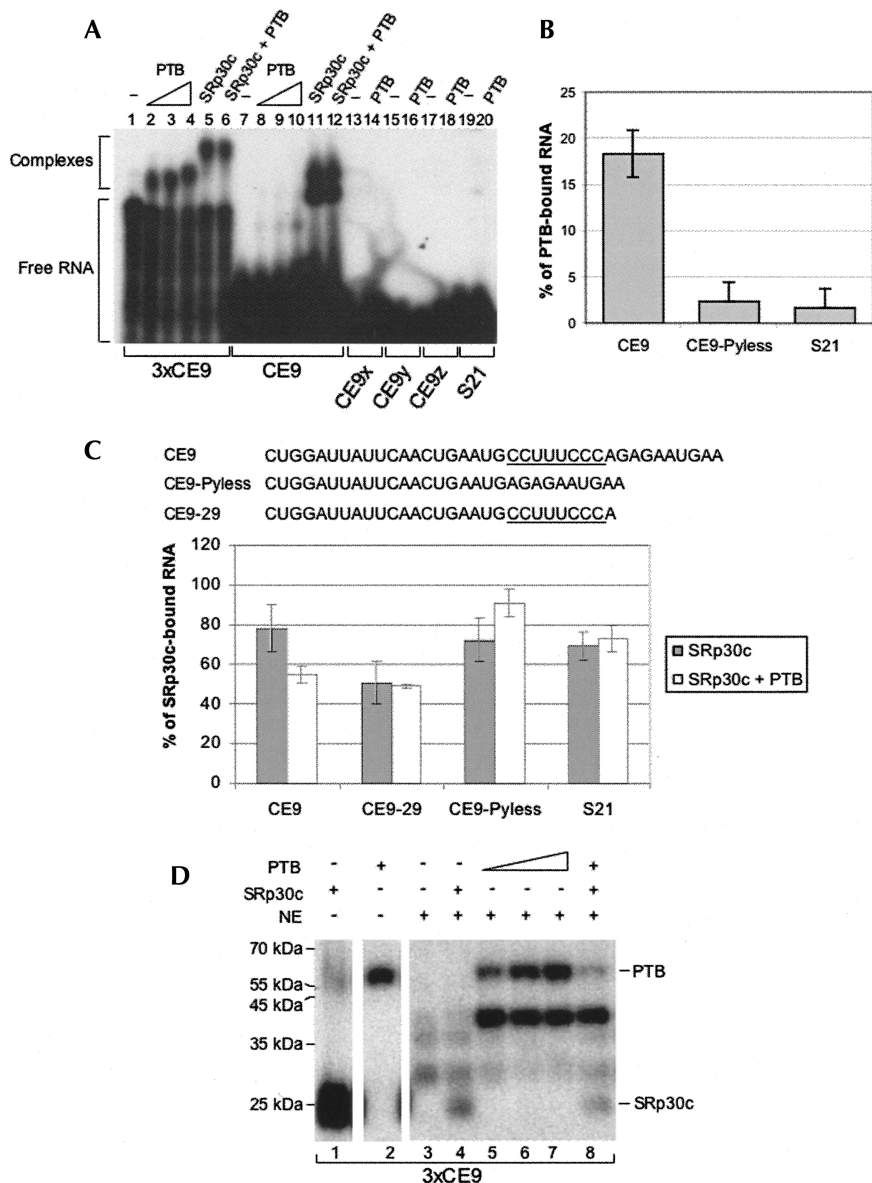 A
PTB
SRp30c
SRp30c + PTB
PTB
SRp30c
SRp30c + PTB
– – – PTB – PTB – PTB – PTB
1 2 3 4 5 6 7 8 9 10 11 12 13 14 15 16 17 18 19 20
Complexes
Free RNA
3xCE9
CE9
CE9x
CE9y
CE9z
S21
B
% of PTB-bound RNA
25
20
15
10
5
0
CE9 CE9-Pyless S21
C
CE9 CUGGAUUAUUCAACUGAAUGCCUUUCCCAGAGAAUGAA
CE9-Pyless CUGGAUUAUUCAACUGAAUGAGAGAAUGAA
CE9-29 CUGGAUUAUUCAACUGAAUGCCUUUCCCA
% of SRp30c-bound RNA
120
100
80
60
40
20
0
CE9 CE9-29 CE9-Pyless S21
SRp30c
SRp30c + PTB
D
PTB - + - - +
SRp30c + - - + - - - +
NE - - + + + + + +
70 kDa
55 kDa
45 kDa
35 kDa
25 kDa
PTB
SRp30c
1 2 3 4 5 6 7 8
3xCE9